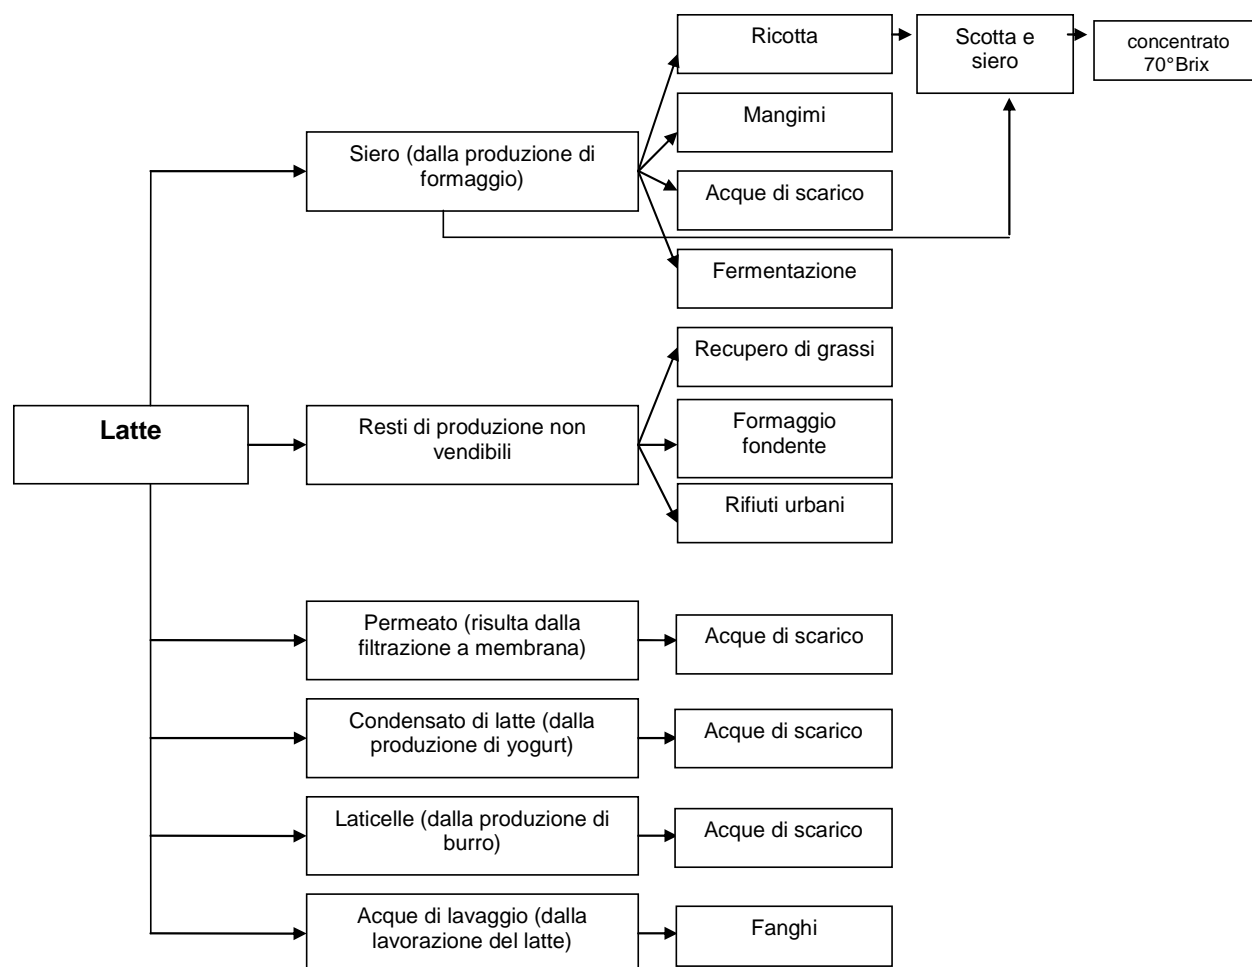 Ricotta
Scotta e
siero
concentrato
70°Brix
Mangimi
Siero (dalla produzione di
formaggio)
Acque di scarico
Fermentazione
Recupero di grassi
Latte
Resti di produzione non
vendibili
Formaggio
fondente
Rifiuti urbani
Permeato (risulta dalla
filtrazione a membrana)
Acque di scarico
Condensato di latte (dalla
produzione di yogurt)
Acque di scarico
Laticelle (dalla produzione di
burro)
Acque di scarico
Acque di lavaggio (dalla
lavorazione del latte)
Fanghi